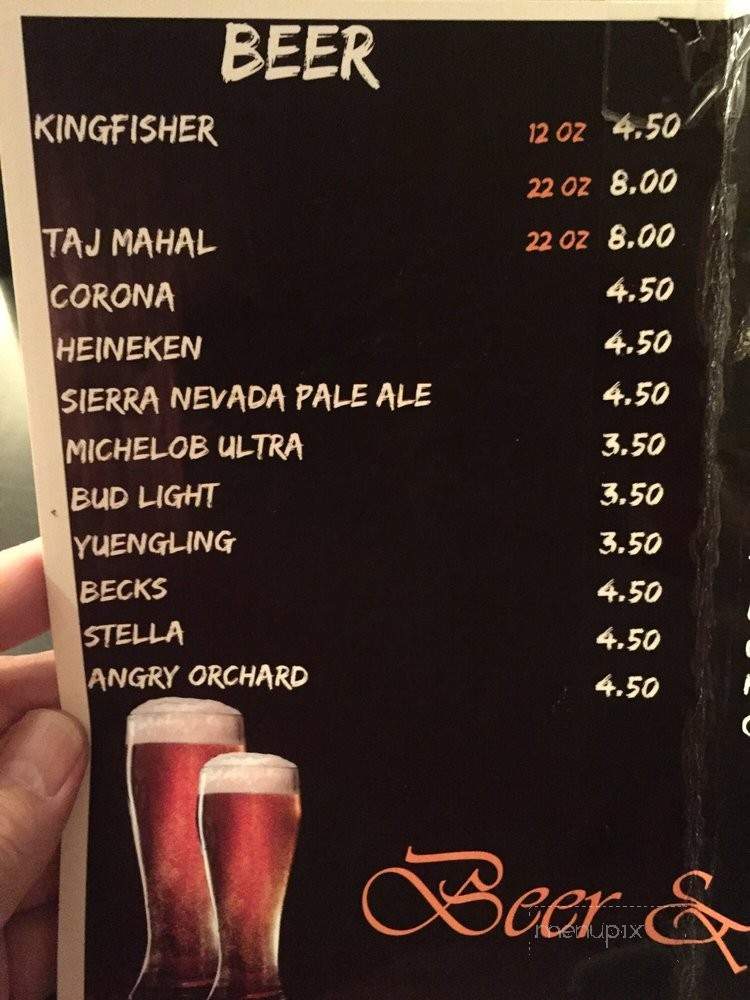 BEER
KINGFISHER 12 OZ 4.50
22 OZ 8.00
TAJ MAHAL 22 OZ 8.00
CORONA 4.50
HEINEKEN 4.50
SIERRA NEVADA PALE ALE 4.50
MICHELOB ULTRA 3.50
BUD LIGHT 3.50
YUENGLING 3.50
BECKS 4.50
STELLA 4.50
ANGRY ORCHARD 4.50
Beer &
menupix